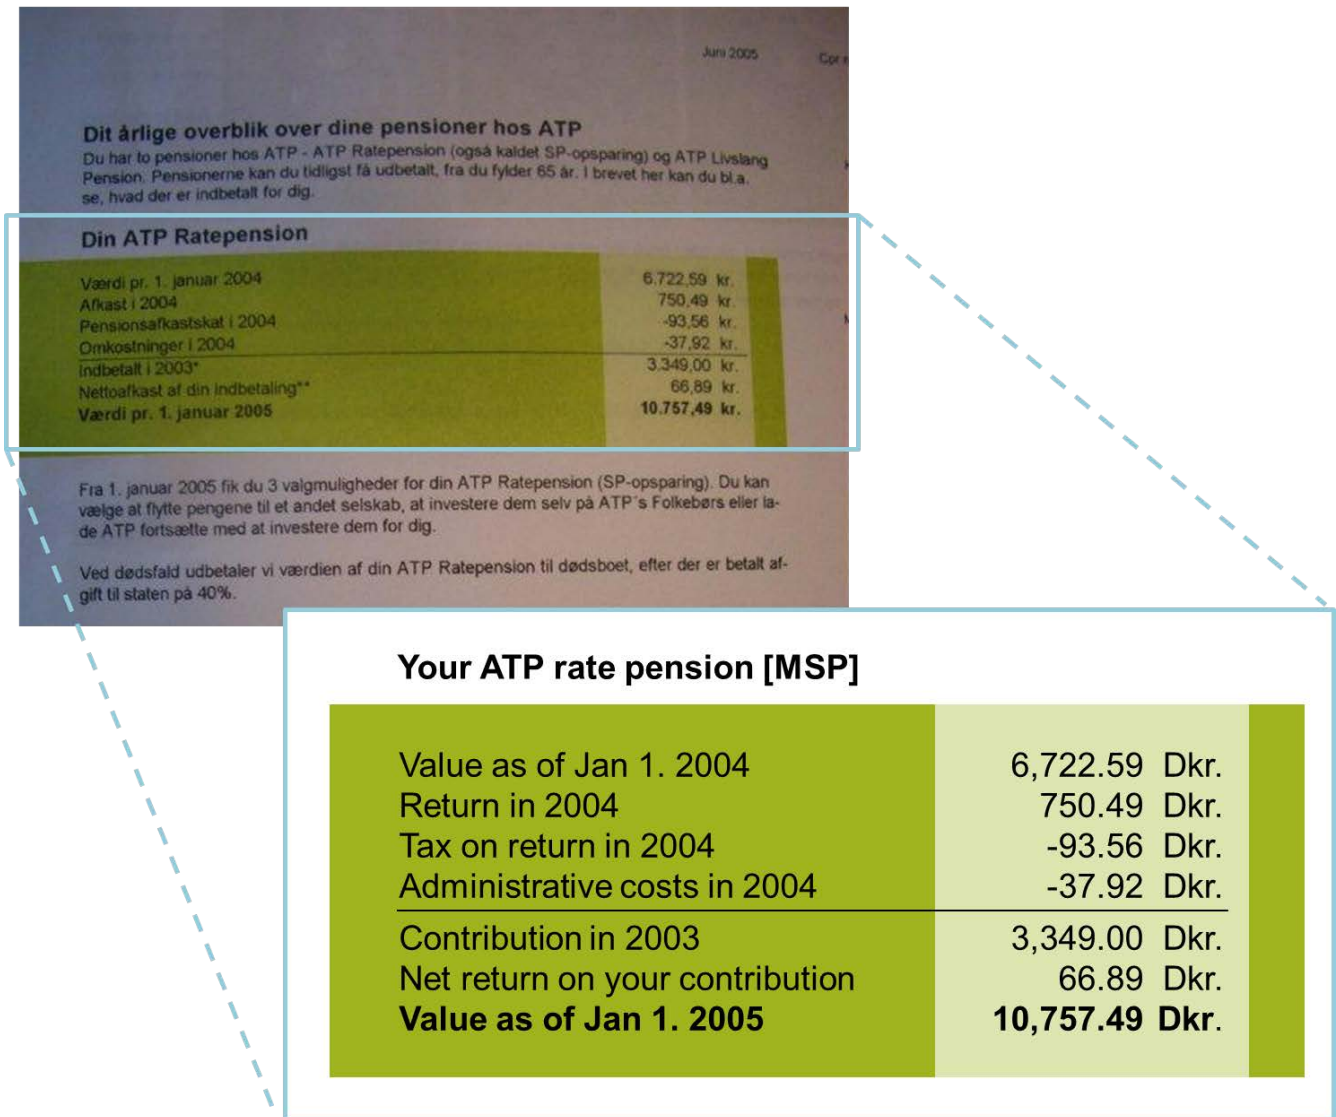 Juni 2005
Cpr
Dit årlige overblik over dine pensioner hos ATP
Du har to pensioner hos ATP - ATP Ratepension (også kaldet SP-opsparing) og ATP Livslang
Pension. Pensionerne kan du tidligst få udbetalt, fra du fylder 65 år. I brevet her kan du bl.a.
se, hvad der er indbetalt for dig.
Din ATP Ratepension
Værdi pr. 1. januar 2004 6.722,59 kr.
Afkast i 2004 750,49 kr.
Pensionsafkastskat i 2004 -93,56 kr.
Omkostninger i 2004 -37,92 kr.
Indbetalt i 2003* 3.349,00 kr.
Nettoafkast af din indbetaling** 66,89 kr.
Værdi pr. 1. januar 2005 10.757,49 kr.
Fra 1. januar 2005 fik du 3 valgmuligheder for din ATP Ratepension (SP-opsparing). Du kan
vælge at flytte pengene til et andet selskab, at investere dem selv på ATP´s Folkebørs eller la-
de ATP fortsætte med at investere dem for dig.
Ved dødsfald udbetaler vi værdien af din ATP Ratepension til dødsboet, efter der er betalt af-
gift til staten på 40%.
Your ATP rate pension [MSP]
Value as of Jan 1. 2004 6,722.59 Dkr.
Return in 2004 750.49 Dkr.
Tax on return in 2004 -93.56 Dkr.
Administrative costs in 2004 -37.92 Dkr.
Contribution in 2003 3,349.00 Dkr.
Net return on your contribution 66.89 Dkr.
Value as of Jan 1. 2005 10,757.49 Dkr.